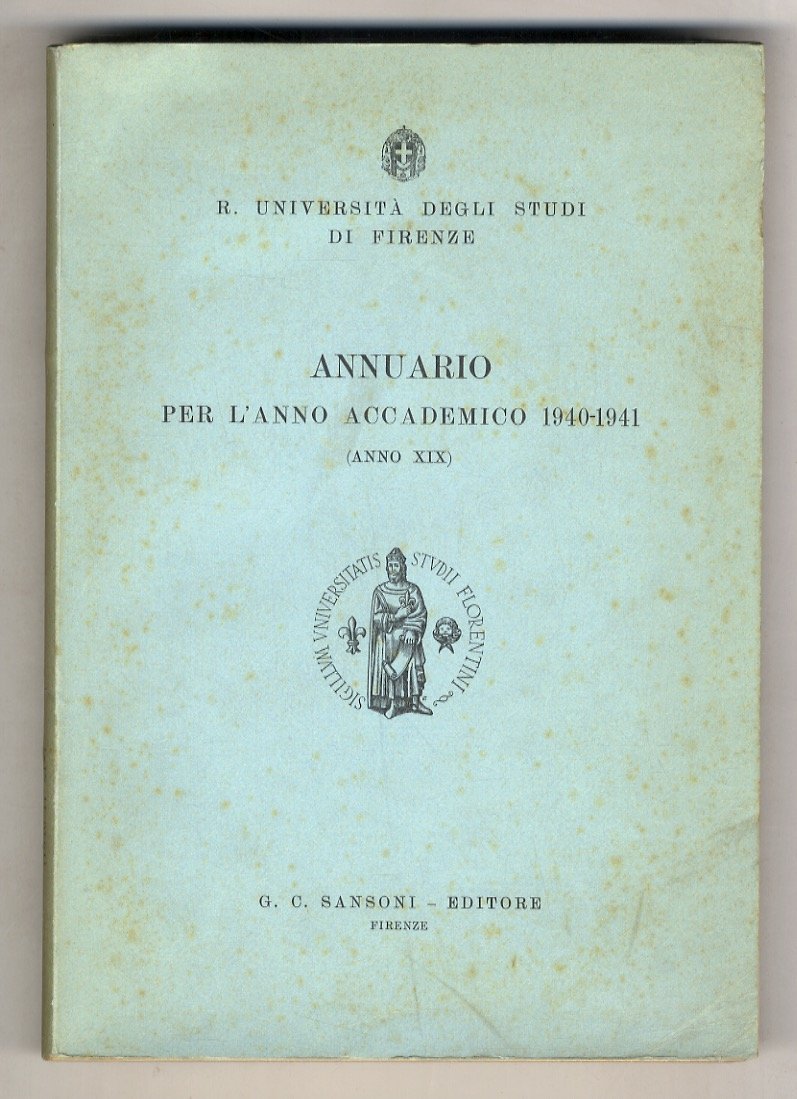 R. UNIVERSITÀ DEGLI STUDI
DI FIRENZE
ANNUARIO
PER L'ANNO ACCADEMICO 1940-1941
(ANNO XIX)
SIGILLVM VNIVERSITATIS STVDII FLORENTINI
G. C. SANSONI - EDITORE
FIRENZE